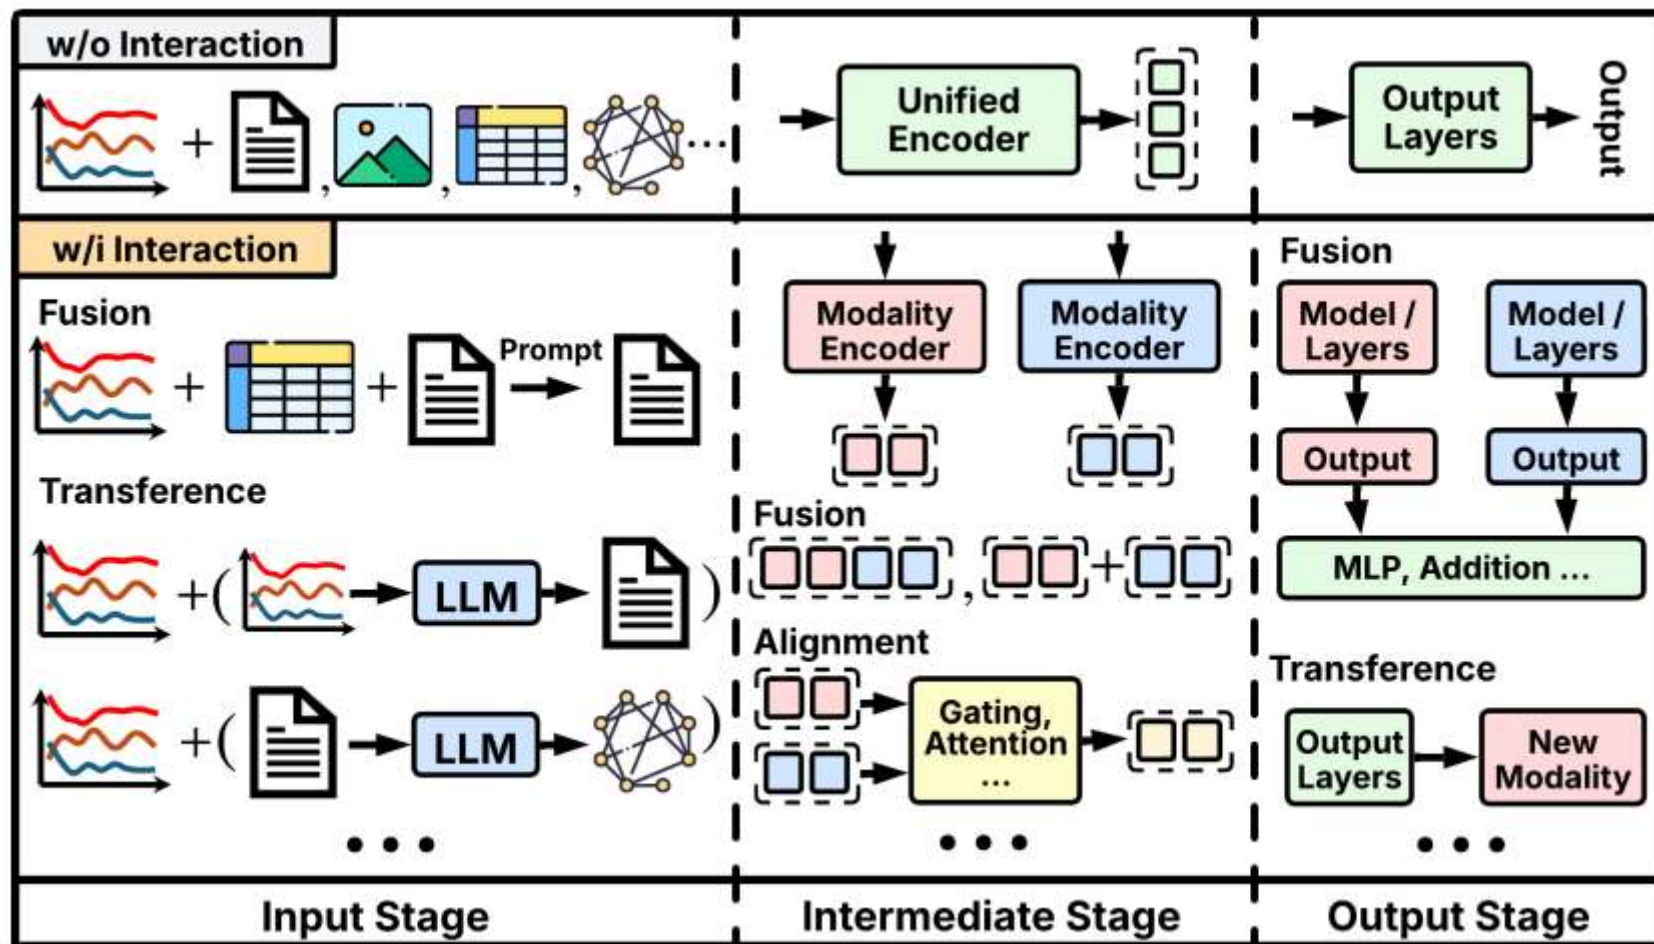 w/o Interaction
+
,
,
,
...
Unified
Encoder
Output
Layers
Output
w/i Interaction
Fusion
+
+
Prompt
Transference
+(
LLM
)
+(
LLM
)
...
Modality
Encoder
Modality
Encoder
Fusion
,
+
Alignment
Gating,
Attention
...
...
Fusion
Model /
Layers
Model /
Layers
Output
Output
MLP, Addition ...
Transference
Output
Layers
New
Modality
...
Input Stage
Intermediate Stage
Output Stage